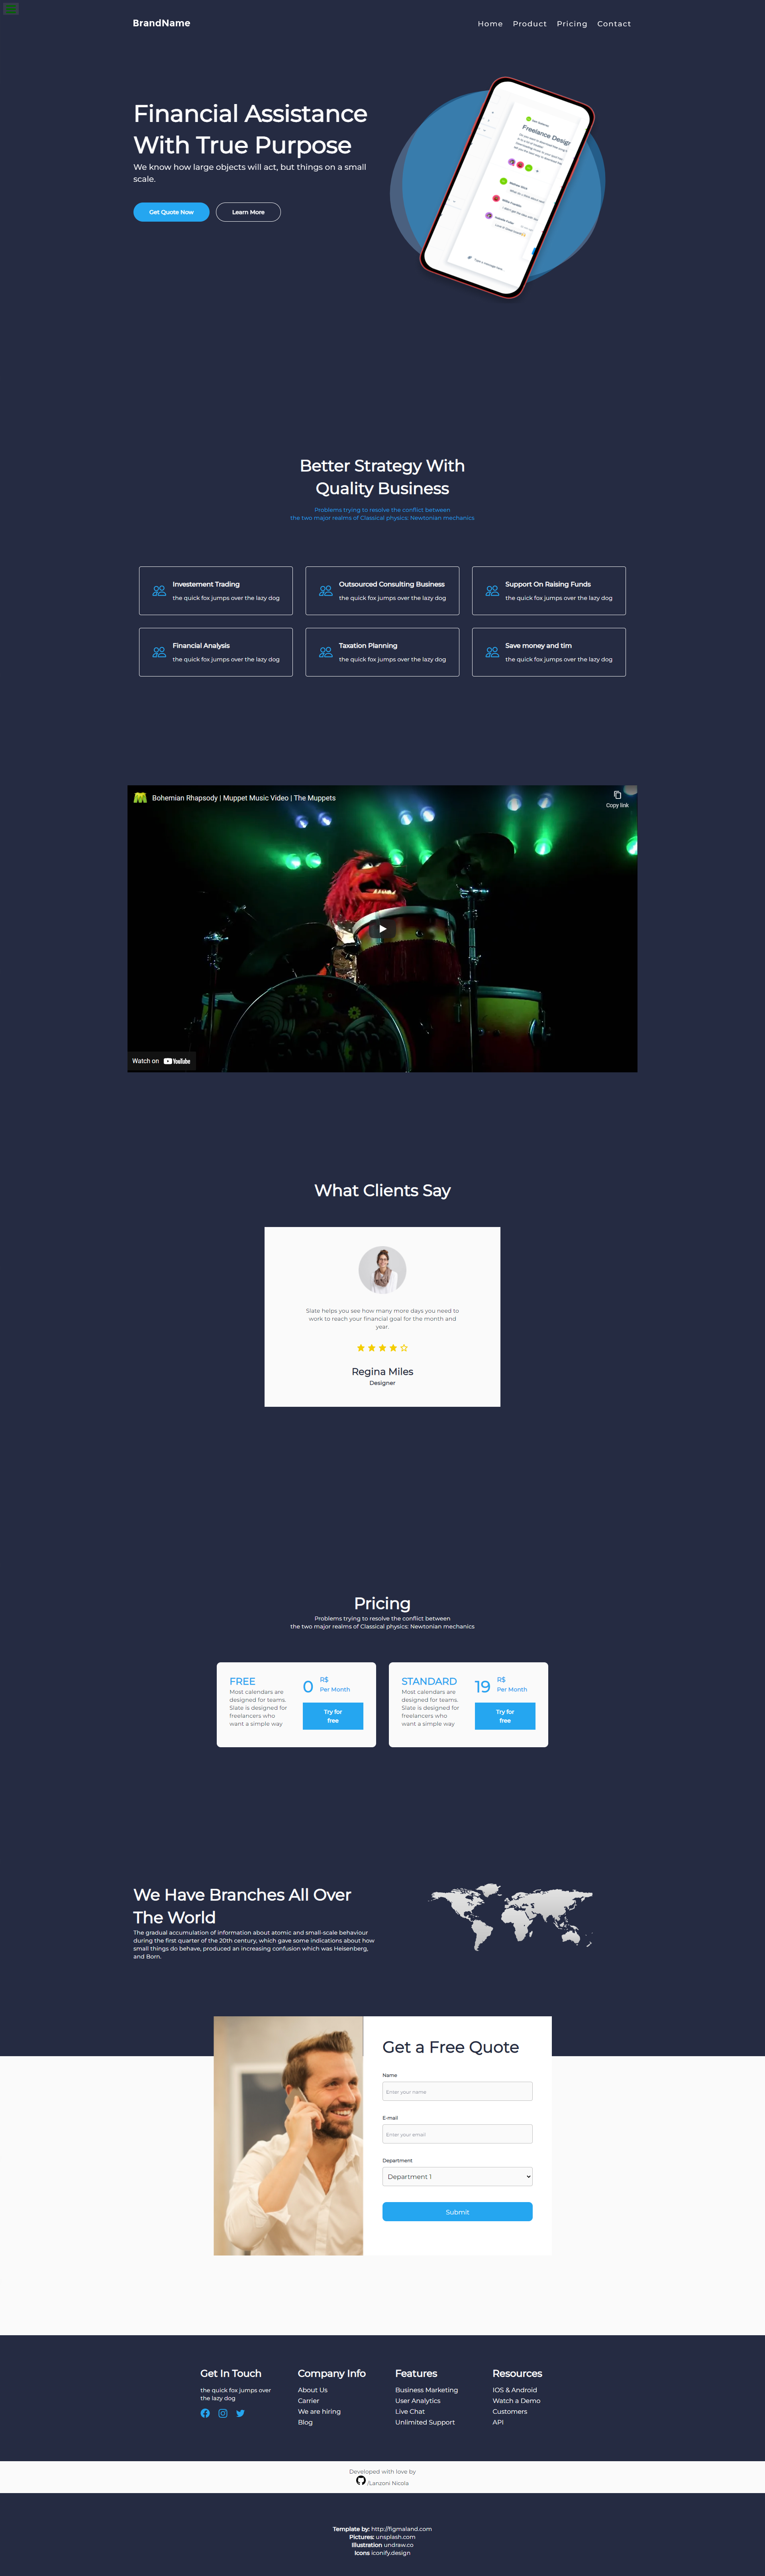 BrandName
Home Product Pricing Contact
Financial Assistance
With True Purpose
We know how large objects will act, but things on a small
scale.
Get Quote Now
Learn More
Freelance Design
Type a message here
Better Strategy With
Quality Business
Problems trying to resolve the conflict between
the two major realms of Classical physics: Newtonian mechanics
Investement Trading
the quick fox jumps over the lazy dog
Outsourced Consulting Business
the quick fox jumps over the lazy dog
Support On Raising Funds
the quick fox jumps over the lazy dog
Financial Analysis
the quick fox jumps over the lazy dog
Taxation Planning
the quick fox jumps over the lazy dog
Save money and tim
the quick fox jumps over the lazy dog
Bohemian Rhapsody | Muppet Music Video | The Muppets
Copy link
Watch on YouTube
What Clients Say
Slate helps you see how many more days you need to
work to reach your financial goal for the month and
year.
Regina Miles
Designer
Pricing
Problems trying to resolve the conflict between
the two major realms of Classical physics: Newtonian mechanics
FREE
Most calendars are
designed for teams.
Slate is designed for
freelancers who
want a simple way
0
R$
Per Month
Try for
free
STANDARD
Most calendars are
designed for teams.
Slate is designed for
freelancers who
want a simple way
19
R$
Per Month
Try for
free
We Have Branches All Over
The World
The gradual accumulation of information about atomic and small-scale behaviour
during the first quarter of the 20th century, which gave some indications about how
small things do behave, produced an increasing confusion which was Heisenberg,
and Born.
Get a Free Quote
Name
Enter your name
E-mail
Enter your email
Department
Department 1
Submit
Get In Touch
the quick fox jumps over
the lazy dog
Company Info
About Us
Carrier
We are hiring
Blog
Features
Business Marketing
User Analytics
Live Chat
Unlimited Support
Resources
IOS & Android
Watch a Demo
Customers
API
Developed with love by
/Lanzoni Nicola
Template by: http://figmaland.com
Pictures: unsplash.com
Illustration undraw.co
Icons iconify.design